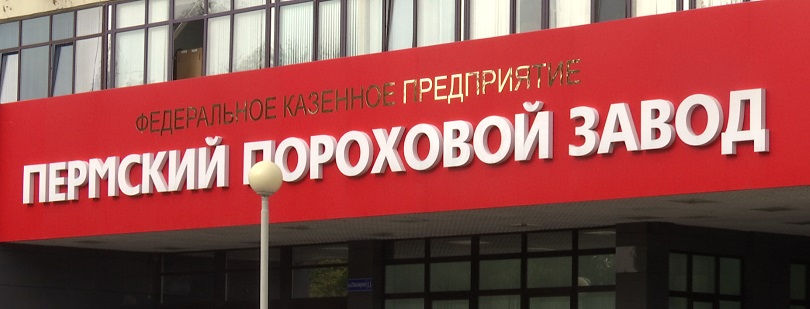 ФЕДЕРАЛЬНОЕ КАЗЕННОЕ ПРЕДПРИЯТИЕ
ПЕРМСКИЙ ПОРОХОВОЙ ЗАВОД